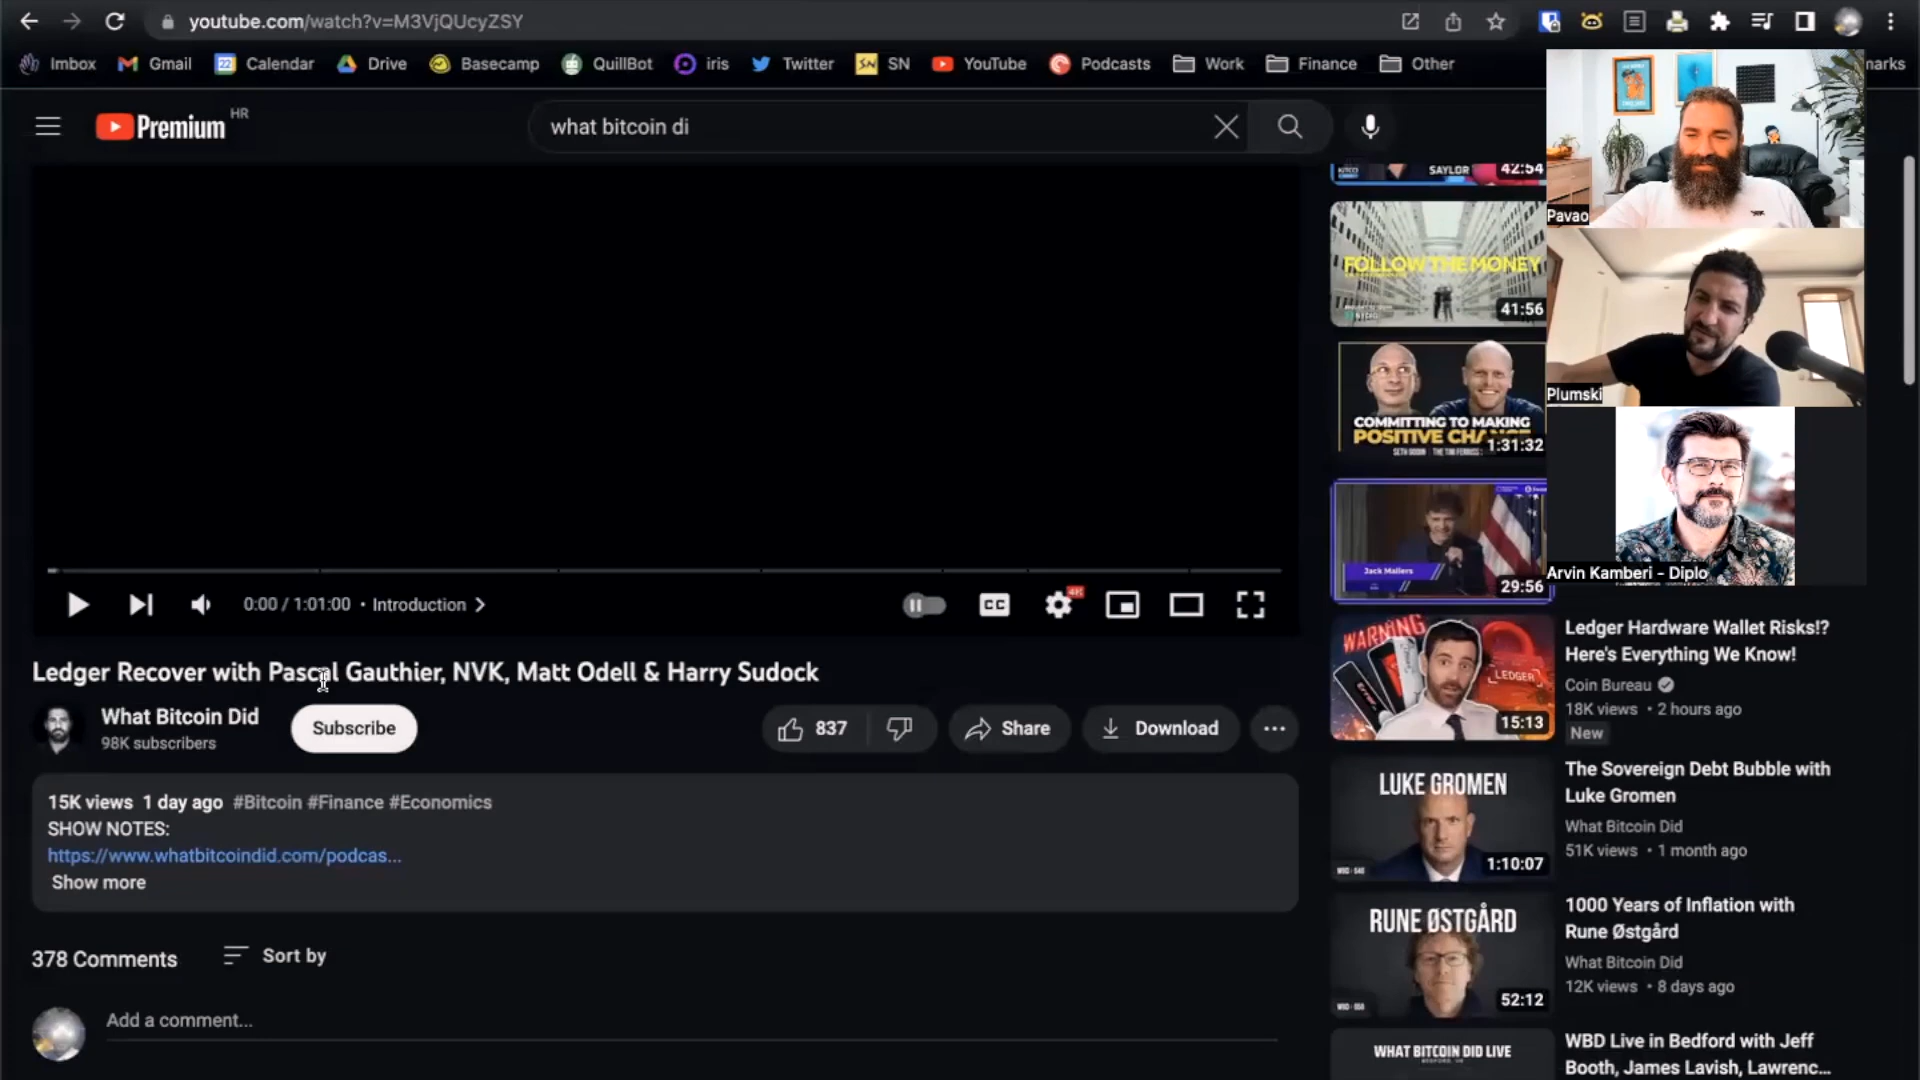 youtube.com/watch?v=M3VjQUcyZSY
Imbox
Gmail
22
Calendar
Drive
Basecamp
QuillBot
iris
Twitter
SN
SN
YouTube
Podcasts
Work
Finance
Other
marks
Premium
HR
what bitcoin di
SAYLOR
42:54
FOLLOW THE MONEY
41:56
COMMITTING TO MAKING
POSITIVE CHANGE
1:31:32
Jack Mallers
29:56
Pavao
Plumski
Arvin Kamberi - Diplo
0:00 / 1:01:00 • Introduction
CC
4K
Ledger Recover with Pascal Gauthier, NVK, Matt Odell & Harry Sudock
What Bitcoin Did
98K subscribers
Subscribe
837
Share
Download
15K views 1 day ago #Bitcoin #Finance #Economics
SHOW NOTES:
https://www.whatbitcoindid.com/podcas...
Show more
378 Comments
Sort by
Add a comment...
WARNING
LEDGER
15:13
Ledger Hardware Wallet Risks!?
Here's Everything We Know!
Coin Bureau
18K views • 2 hours ago
New
LUKE GROMEN
1:10:07
The Sovereign Debt Bubble with
Luke Gromen
What Bitcoin Did
51K views • 1 month ago
RUNE ØSTGÅRD
52:12
1000 Years of Inflation with
Rune Østgård
What Bitcoin Did
12K views • 8 days ago
WHAT BITCOIN DID LIVE
WBD Live in Bedford with Jeff
Booth, James Lavish, Lawrenc...